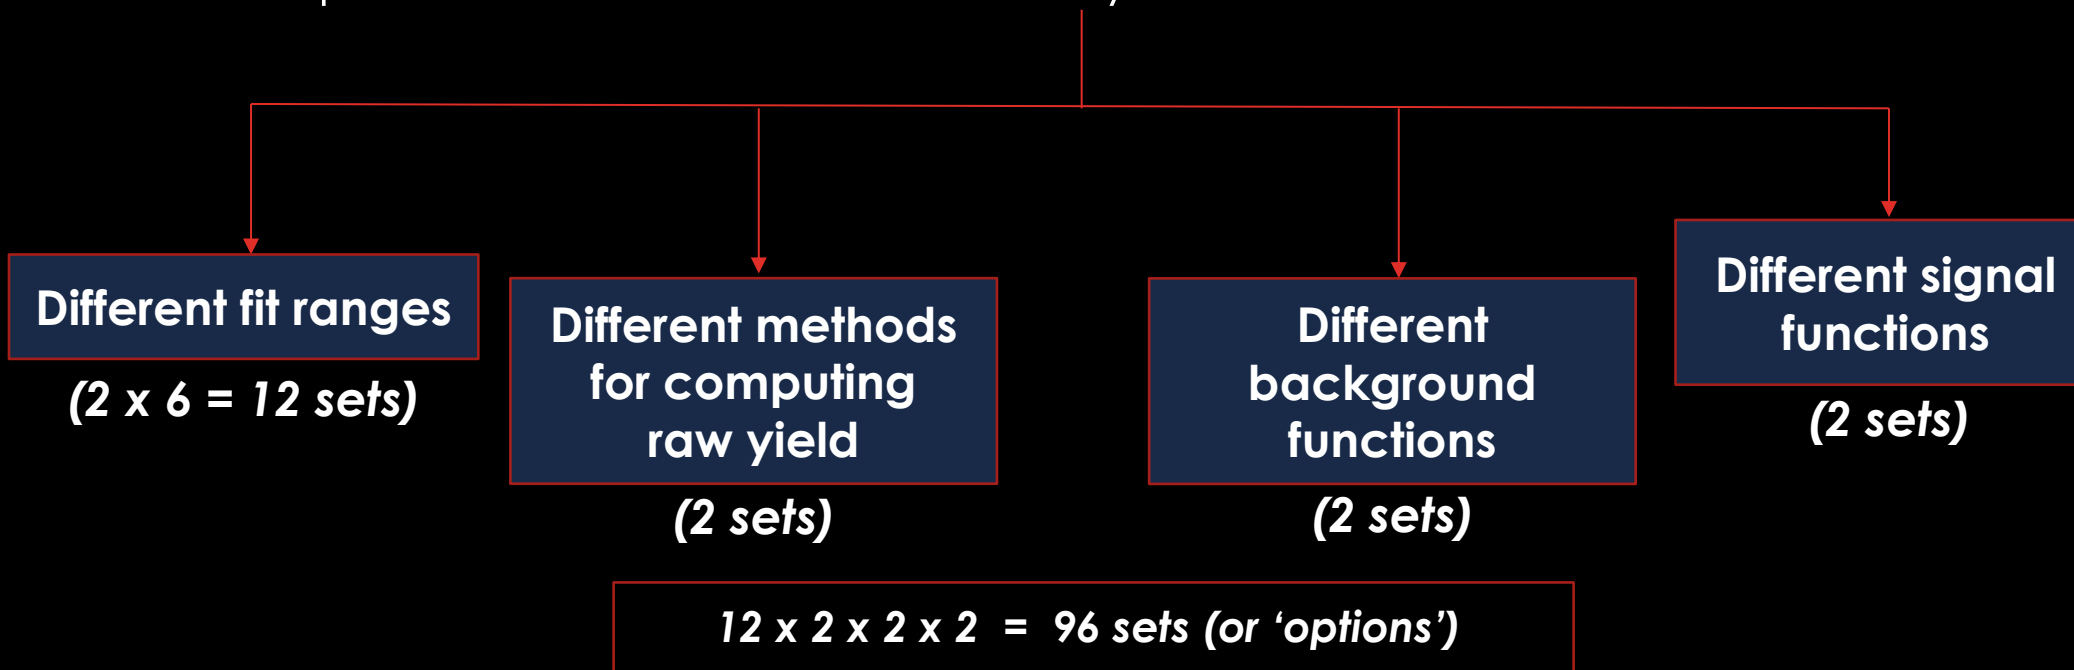 Different fit ranges
(2 x 6 = 12 sets)
Different methods
for computing
raw yield
(2 sets)
Different
background
functions
(2 sets)
Different signal
functions
(2 sets)
12 x 2 x 2 x 2 = 96 sets (or ‘options’)